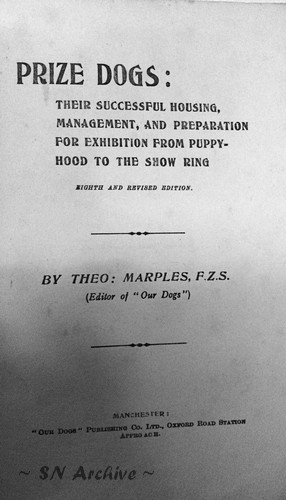 PRIZE DOGS:
THEIR SUCCESSFUL HOUSING,
MANAGEMENT, AND PREPARATION
FOR EXHIBITION FROM PUPPY-
HOOD TO THE SHOW RING
EIGHTH AND REVISED EDITION.
BY THEO: MARPLES, F.Z.S.
(Editor of "Our Dogs")
MANCHESTER:
"OUR DOGS" PUBLISHING CO. LTD., OXFORD ROAD STATION
APPROACH.
~ SN Archive ~